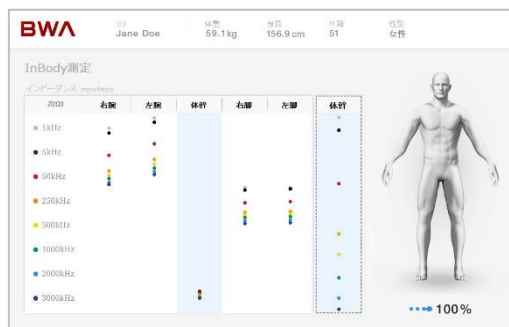 BWA
ID 体重 身長 年齢 性別
Jane Doe 59.1kg 156.9cm 51 女性
InBody測定
インピーダンス Impedance
Z(Ω) 右腕 左腕 体幹 右脚 左脚 体幹
1kHz
5kHz
50kHz
250kHz
500kHz
1000kHz
2000kHz
3000kHz
100%